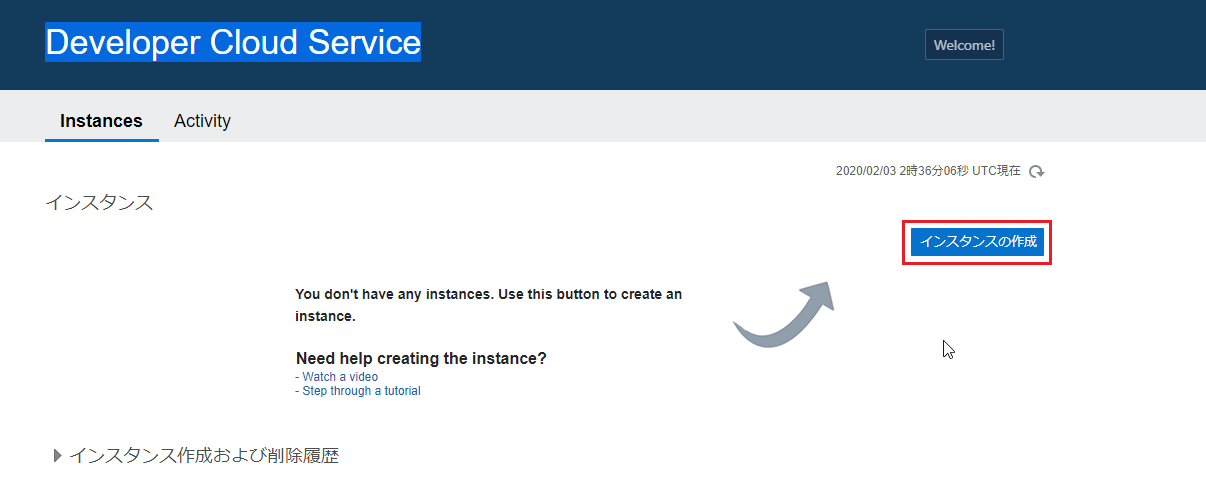 Developer Cloud Service
Welcome!
Instances
Activity
2020/02/03 2時36分06秒 UTC現在
インスタンス
インスタンスの作成
You don't have any instances. Use this button to create an
instance.
Need help creating the instance?
- Watch a video
- Step through a tutorial
インスタンス作成および削除履歴